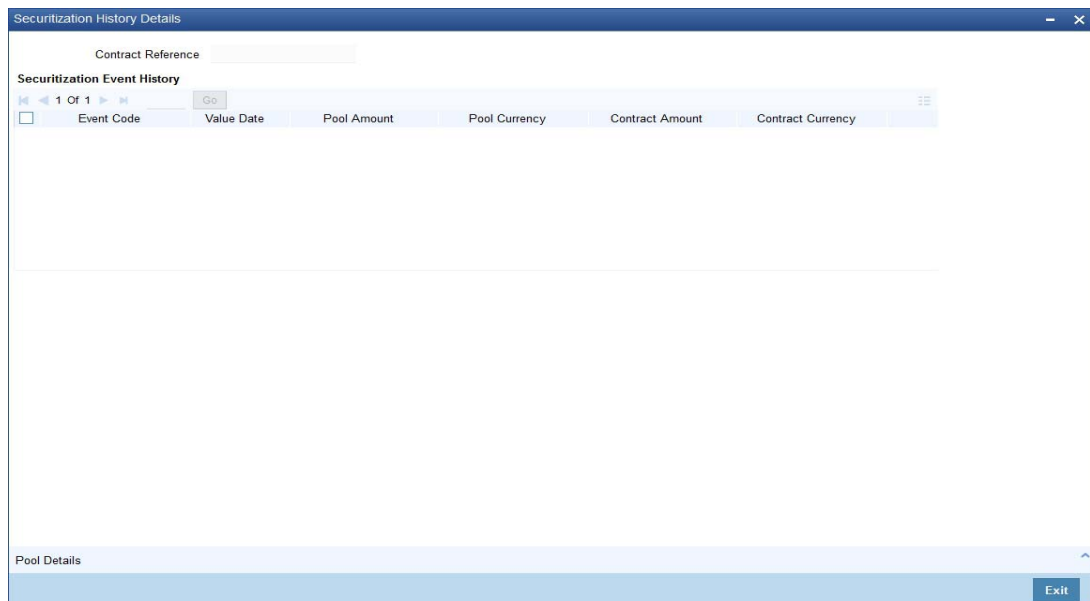 Securitization History Details
Contract Reference
Securitization Event History
1 Of 1 Go
Event Code Value Date Pool Amount Pool Currency Contract Amount Contract Currency
Pool Details
Exit